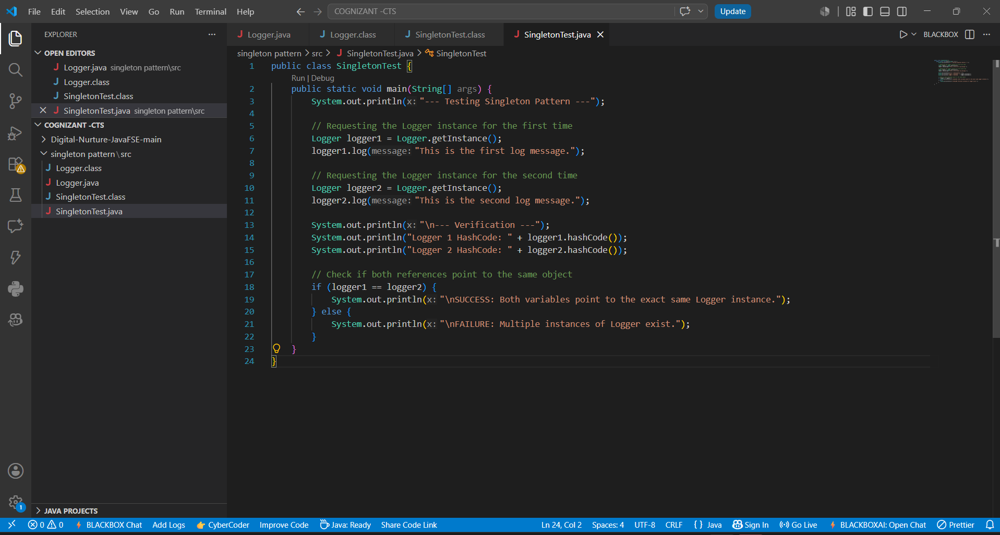 File Edit Selection View Go Run Terminal Help
COGNIZANT -CTS
Update
EXPLORER
OPEN EDITORS
Logger.java singleton pattern\src
Logger.class
SingletonTest.class
SingletonTest.java singleton pattern\src
COGNIZANT -CTS
Digital-Nurture-JavaFSE-main
singleton pattern\src
Logger.class
Logger.java
SingletonTest.class
SingletonTest.java
JAVA PROJECTS
Logger.java Logger.class SingletonTest.class SingletonTest.java
BLACKBOX
singleton pattern > src > SingletonTest.java > SingletonTest
1 public class SingletonTest {
Run | Debug
2 public static void main(String[] args) {
3 System.out.println(x: "--- Testing Singleton Pattern ---");
4
5 // Requesting the Logger instance for the first time
6 Logger logger1 = Logger.getInstance();
7 logger1.log(message: "This is the first log message.");
8
9 // Requesting the Logger instance for the second time
10 Logger logger2 = Logger.getInstance();
11 logger2.log(message: "This is the second log message.");
12
13 System.out.println(x: "\n--- Verification ---");
14 System.out.println("Logger 1 HashCode: " + logger1.hashCode());
15 System.out.println("Logger 2 HashCode: " + logger2.hashCode());
16
17 // Check if both references point to the same object
18 if (logger1 == logger2) {
19 System.out.println(x: "\nSUCCESS: Both variables point to the exact same Logger instance.");
20 } else {
21 System.out.println(x: "\nFAILURE: Multiple instances of Logger exist.");
22 }
23 }
24 }
1
0 0 BLACKBOX Chat Add Logs CyberCoder Improve Code Java: Ready Share Code Link Ln 24, Col 2 Spaces: 4 UTF-8 CRLF { } Java Sign In Go Live BLACKBOXAI: Open Chat Prettier